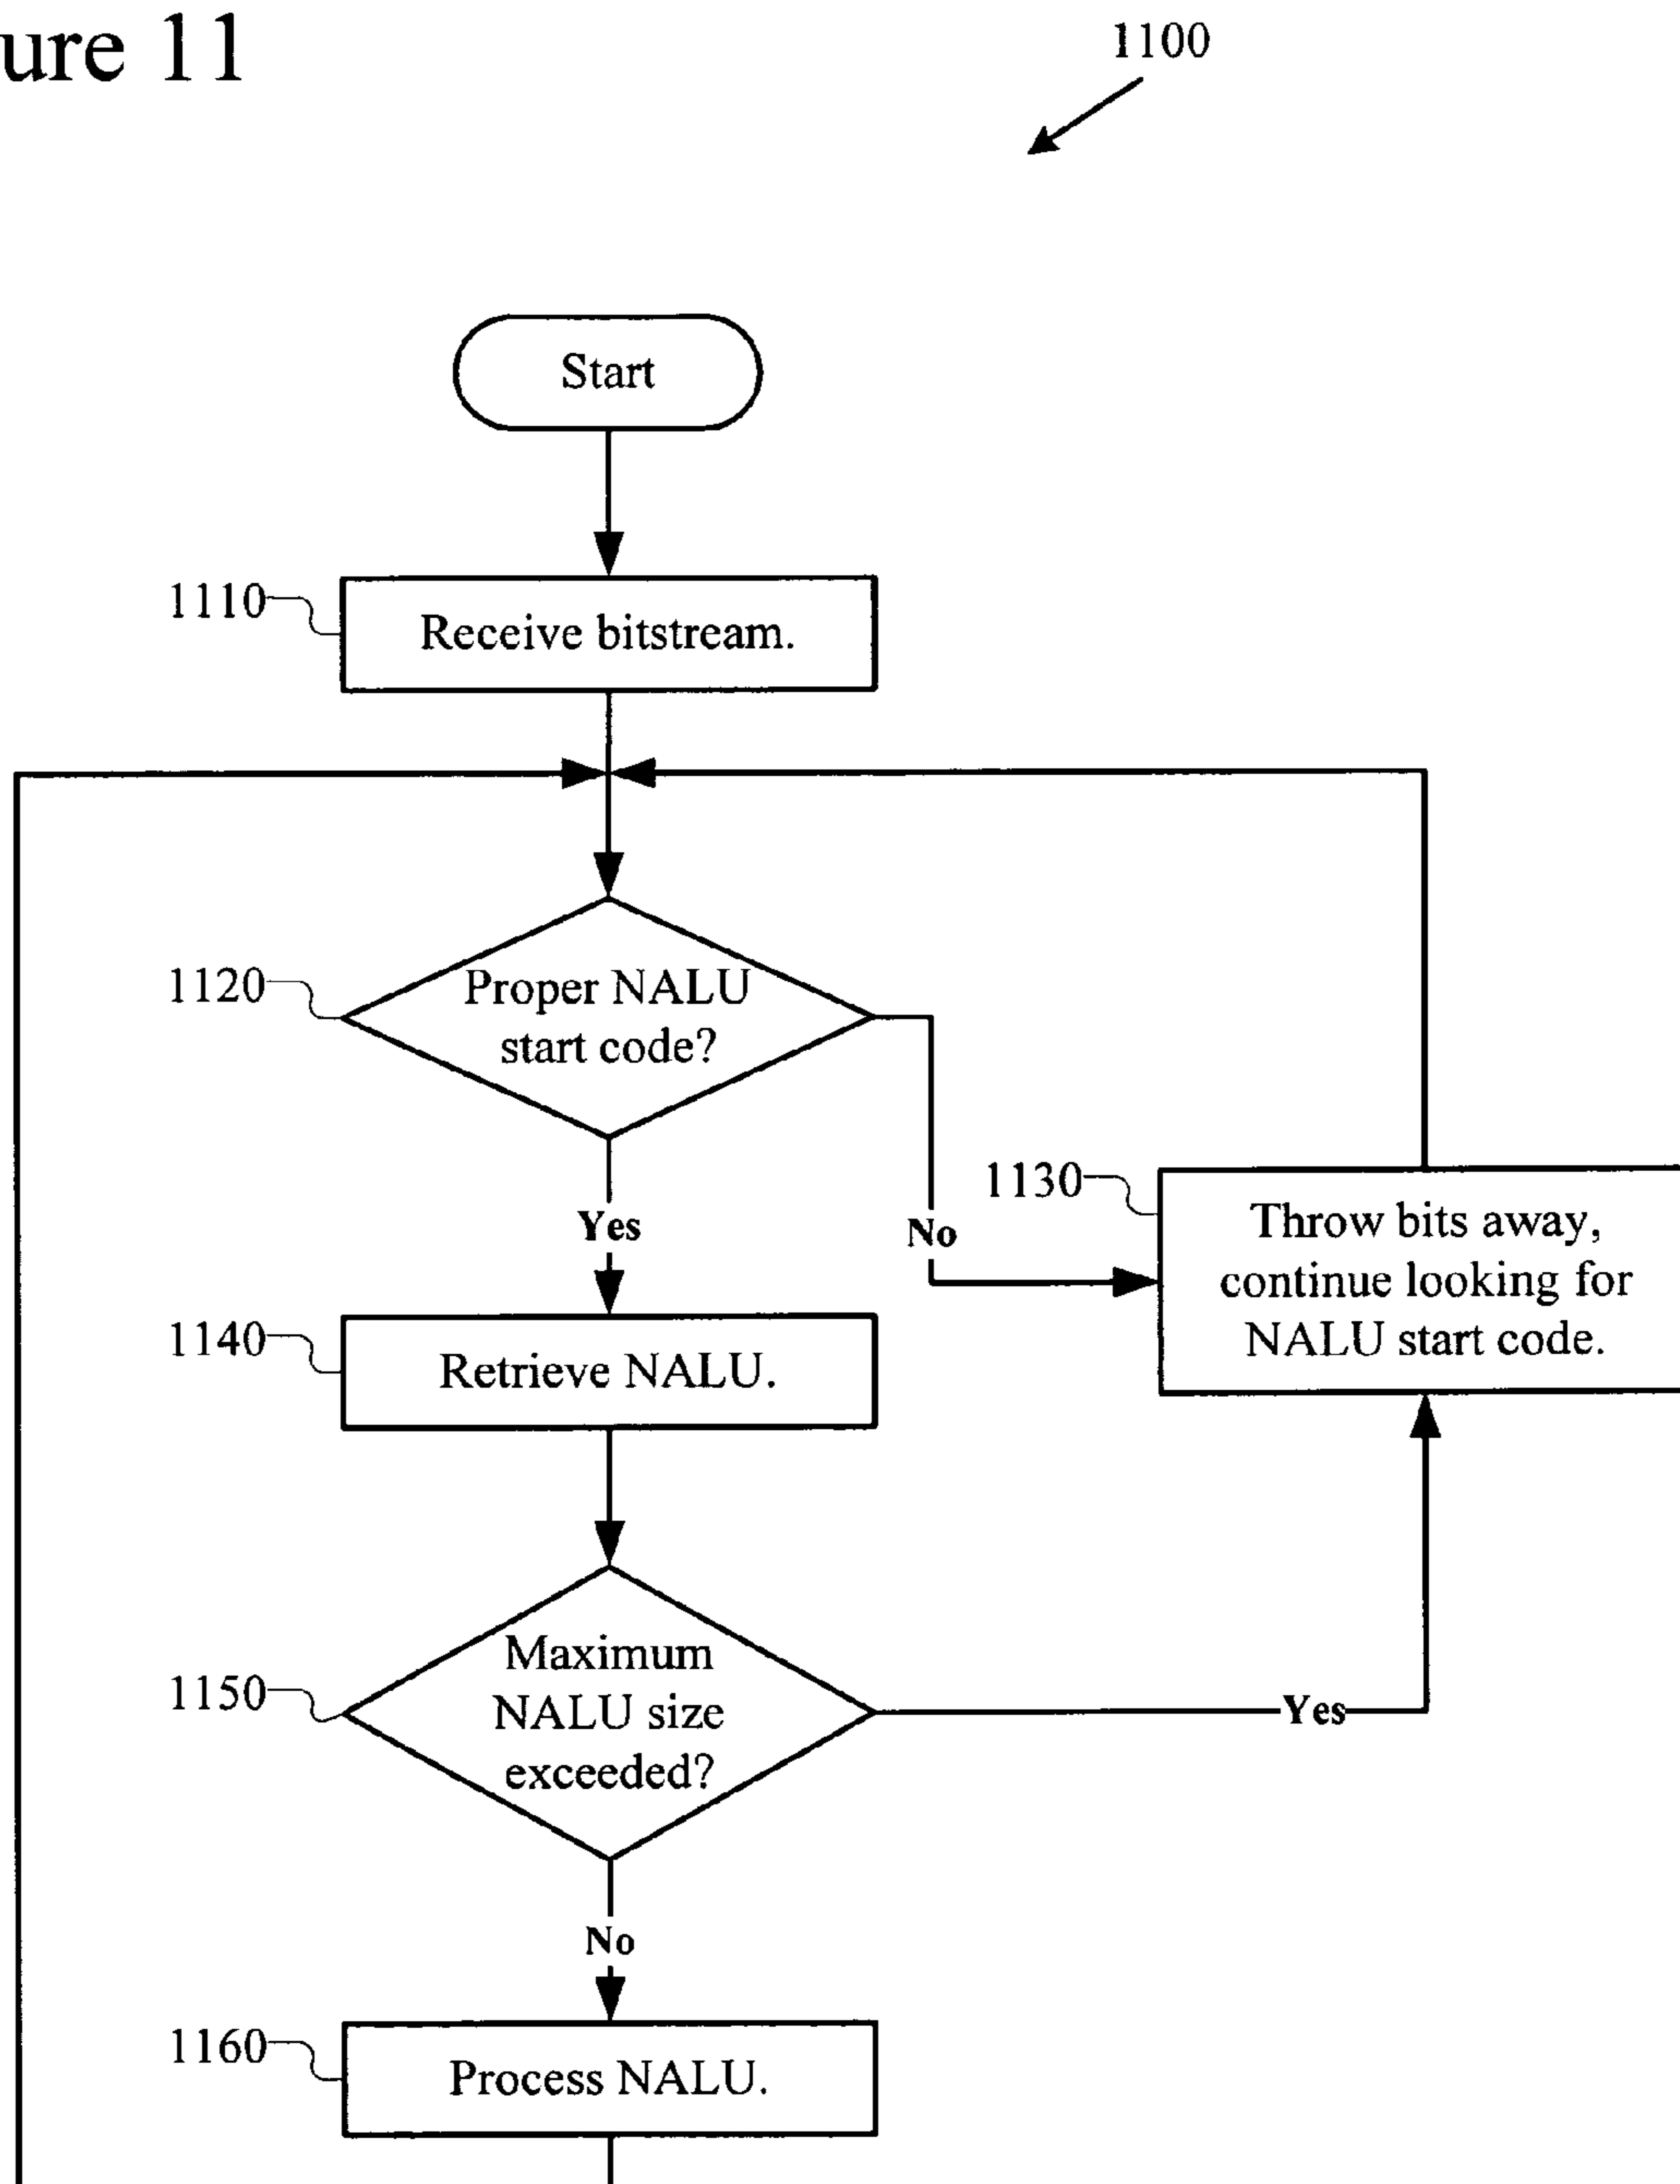 ure 11
1100
Start
1110
Receive bitstream.
1120
Proper NALU
start code?
Yes
No
1130
Throw bits away,
continue looking for
NALU start code.
1140
Retrieve NALU.
1150
Maximum
NALU size
exceeded?
Yes
No
1160
Process NALU.